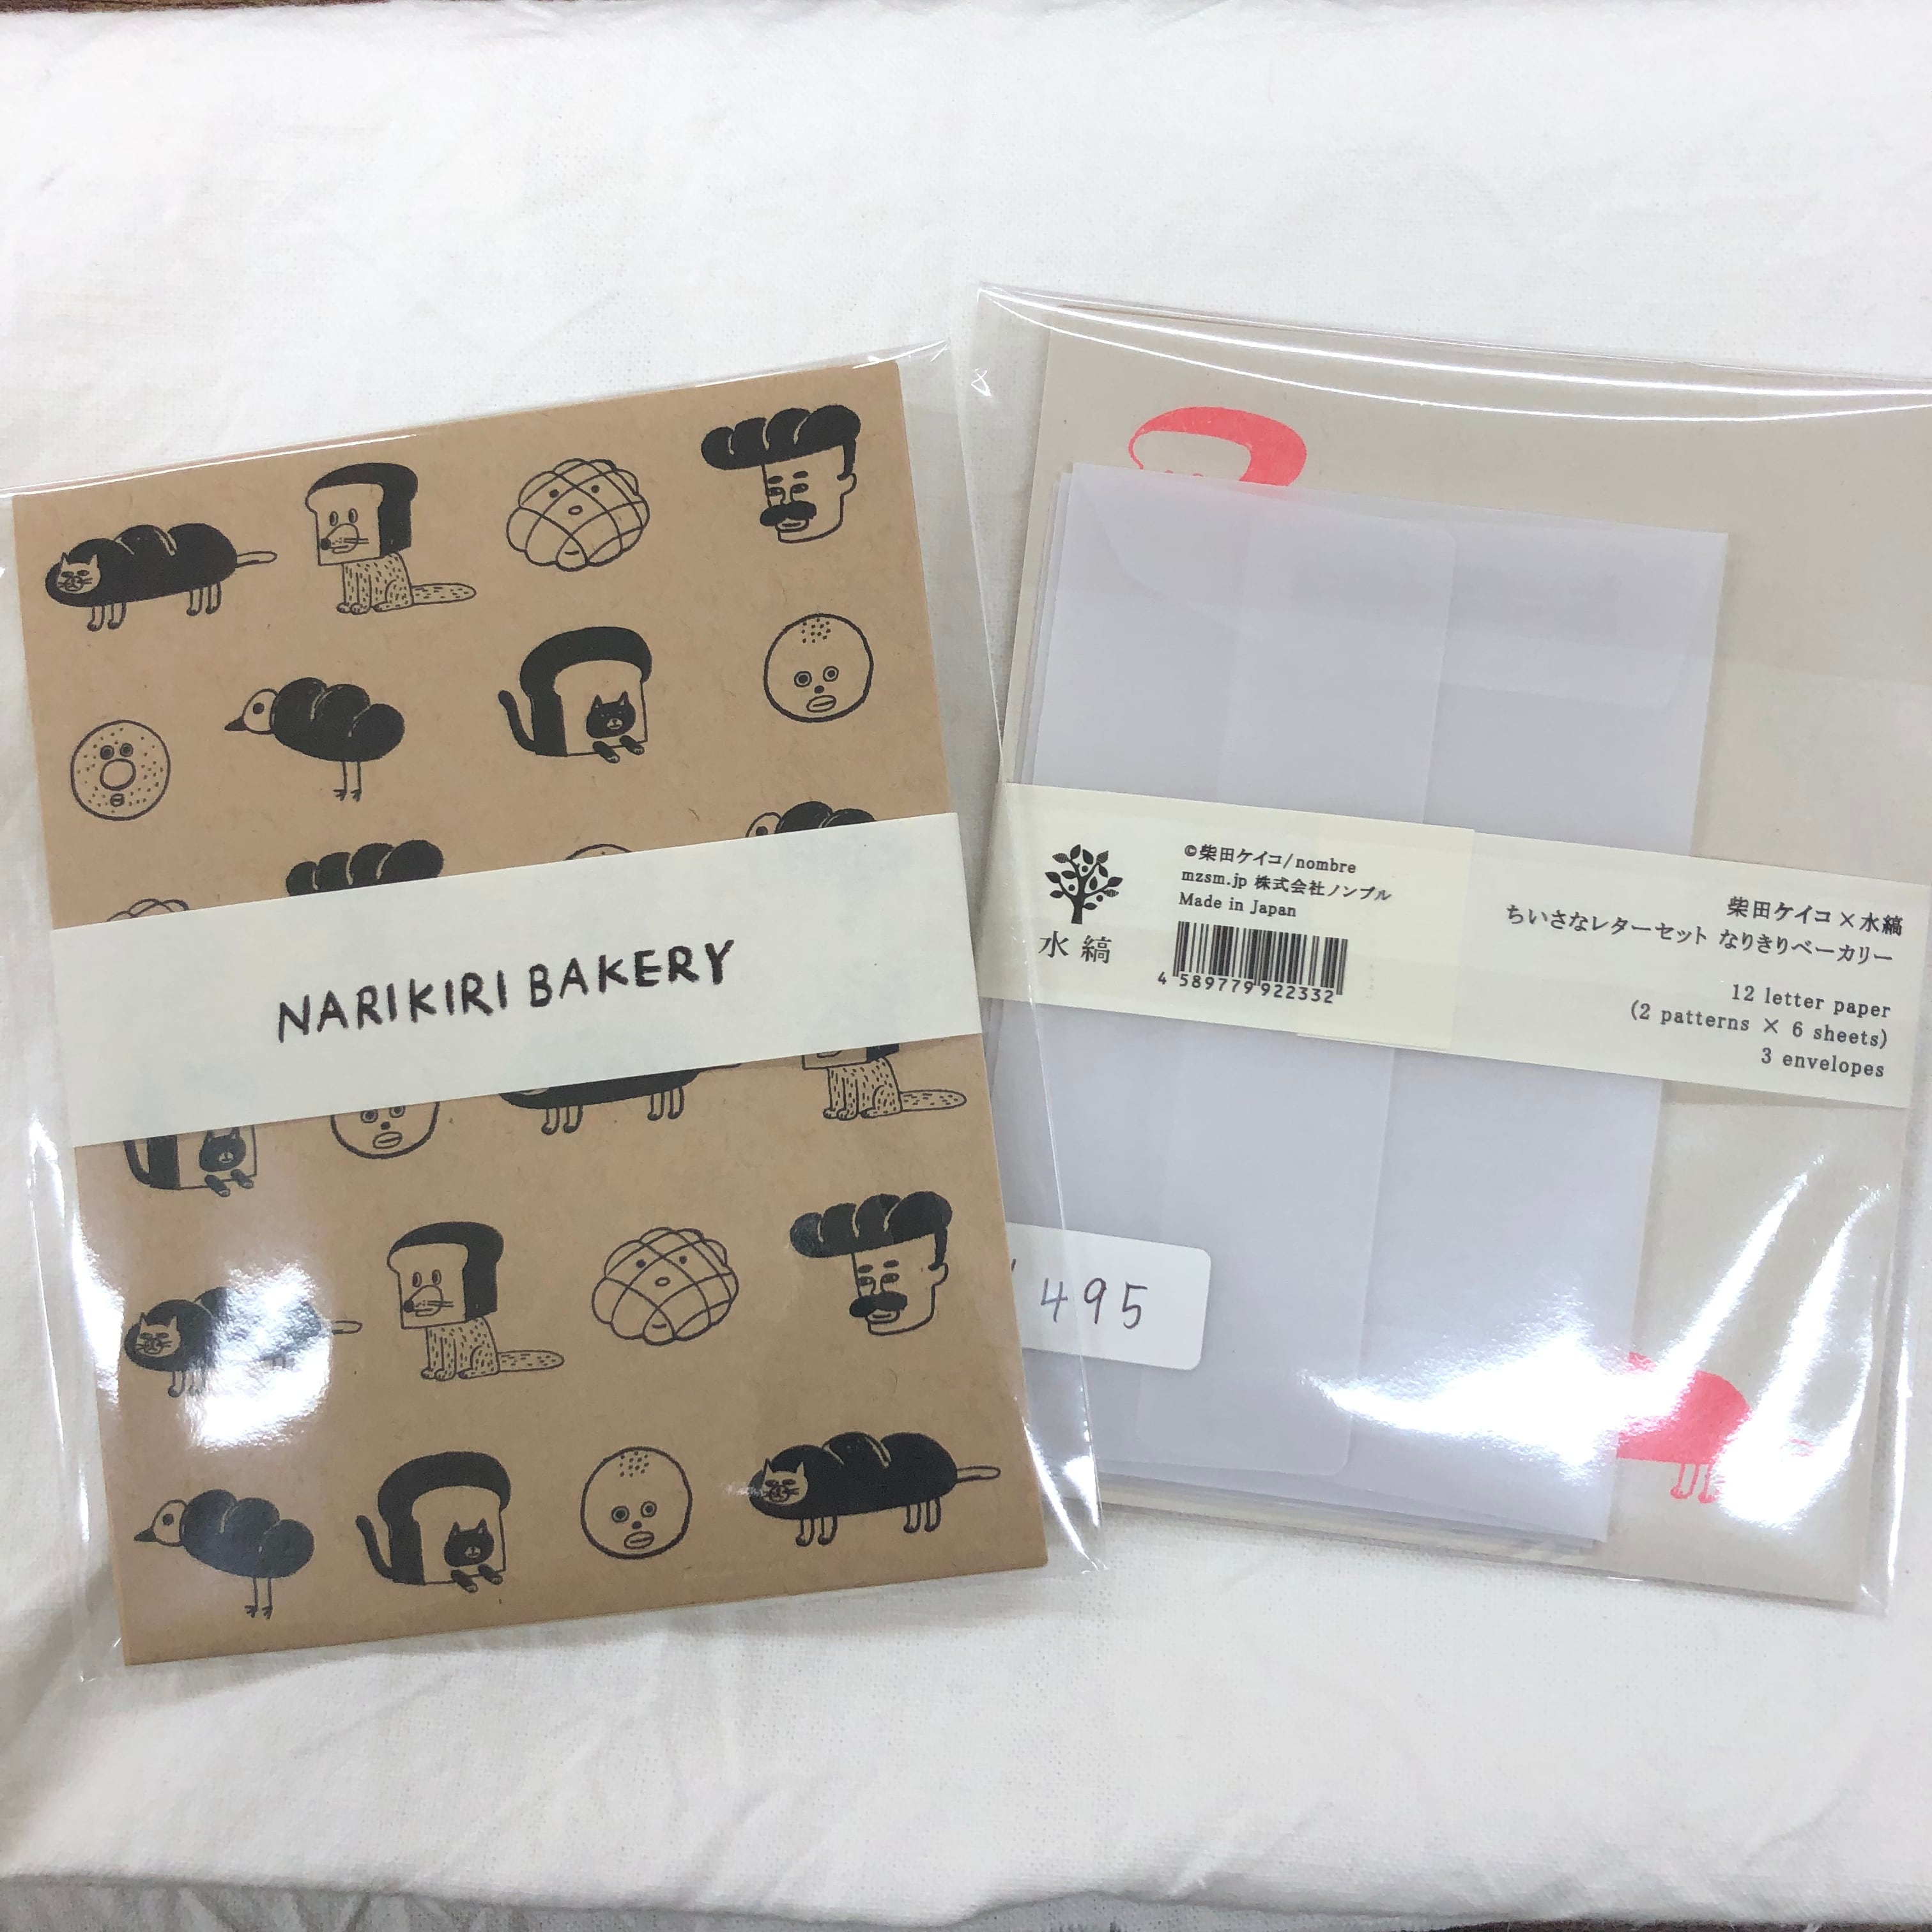 NARIKIRI BAKERY
©柴田ケイコ/nombre
mzsm.jp 株式会社ノンブル
Made in Japan
水縞
4 589779 922332
柴田ケイコ×水縞
ちいさなレターセット なりきりベーカリー
12 letter paper
(2 patterns × 6 sheets)
3 envelopes
495